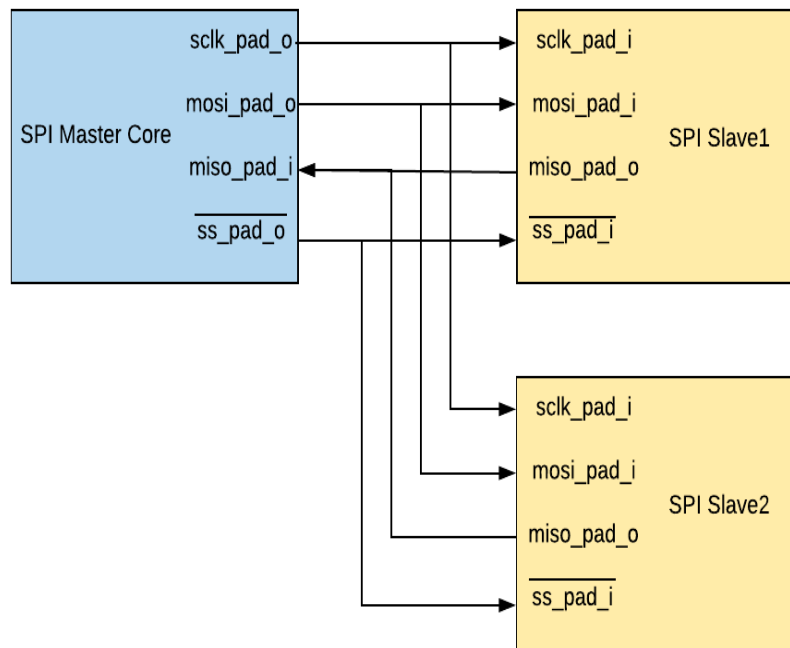 SPI Master Core
sclk_pad_o
mosi_pad_o
miso_pad_i
ss_pad_o
sclk_pad_i
mosi_pad_i
miso_pad_o
ss_pad_i
SPI Slave1
sclk_pad_i
mosi_pad_i
miso_pad_o
ss_pad_i
SPI Slave2